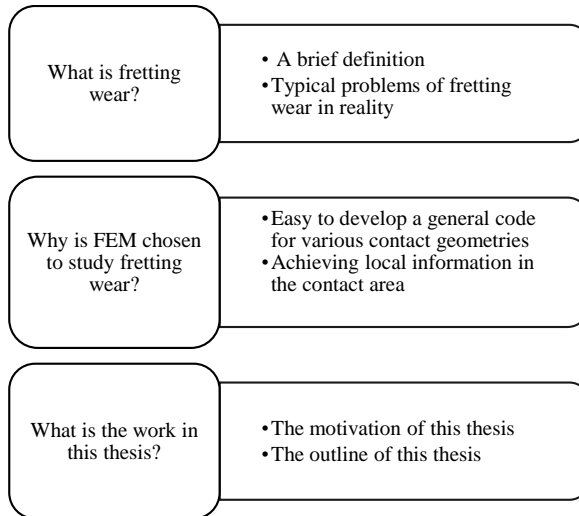 What is fretting
wear?
• A brief definition
• Typical problems of fretting
wear in reality
Why is FEM chosen
to study fretting
wear?
• Easy to develop a general code
for various contact geometries
• Achieving local information in
the contact area
What is the work in
this thesis?
• The motivation of this thesis
• The outline of this thesis